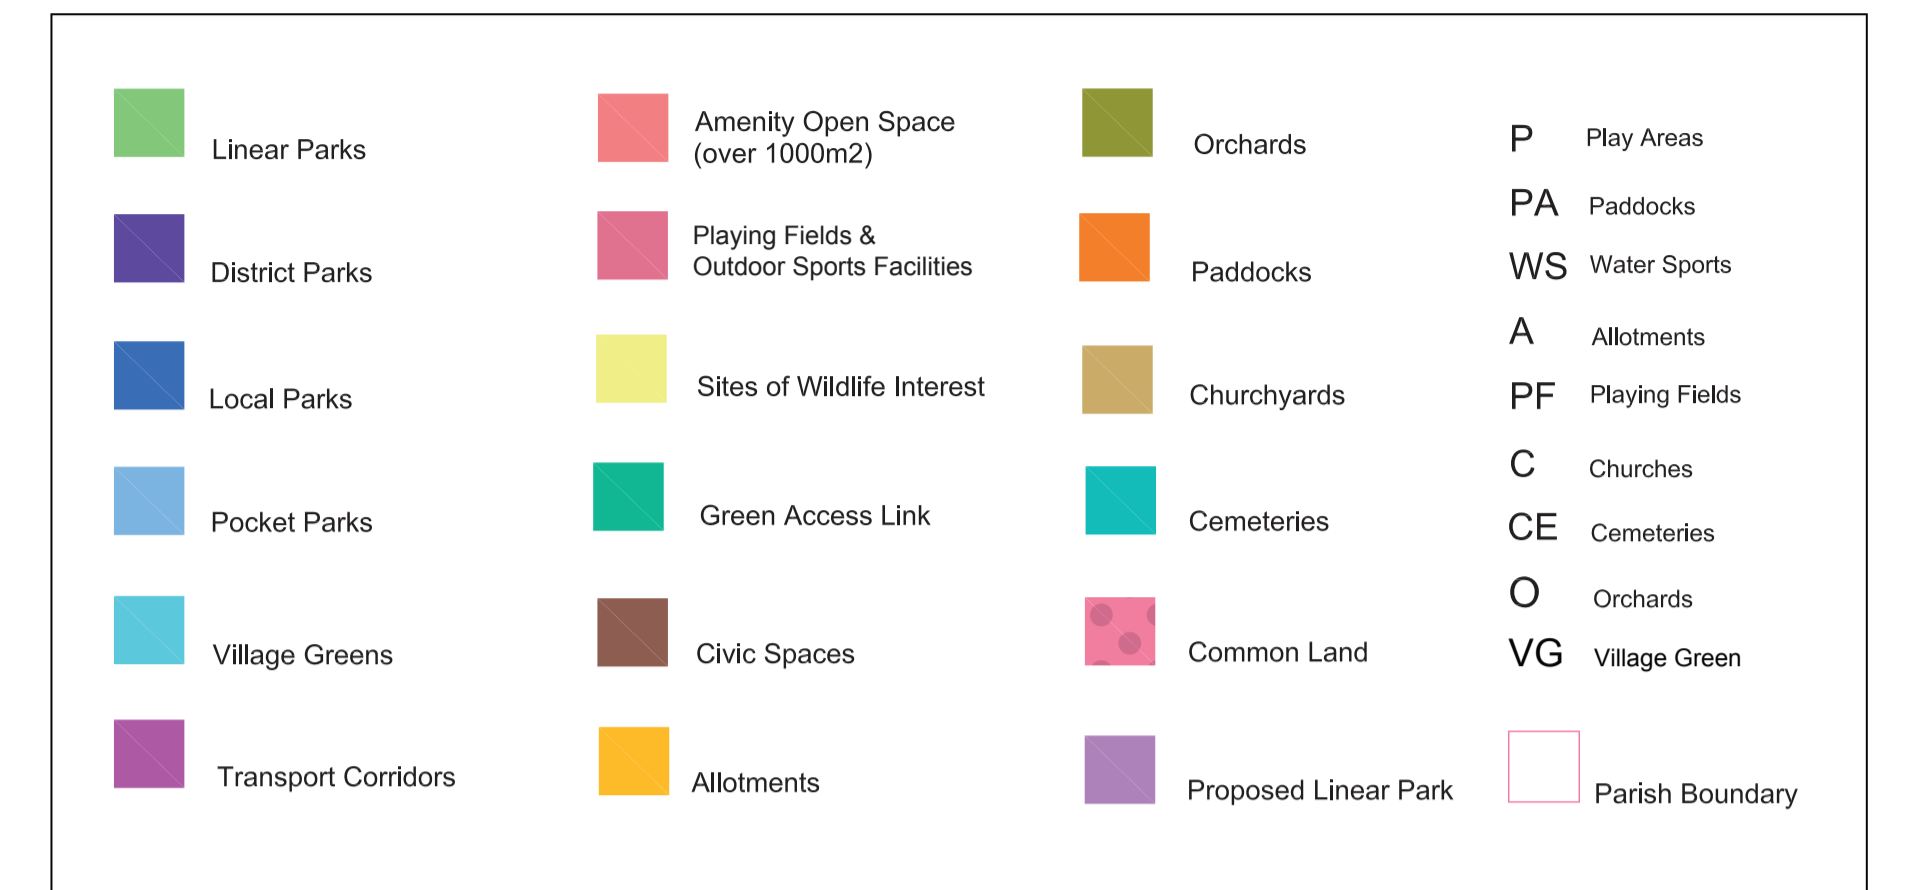 Linear Parks
District Parks
Local Parks
Pocket Parks
Village Greens
Transport Corridors
Amenity Open Space
(over 1000m2)
Playing Fields &
Outdoor Sports Facilities
Sites of Wildlife Interest
Green Access Link
Civic Spaces
Allotments
Orchards
Paddocks
Churchyards
Cemeteries
Common Land
Proposed Linear Park
P Play Areas
PA Paddocks
WS Water Sports
A Allotments
PF Playing Fields
C Churches
CE Cemeteries
O Orchards
VG Village Green
Parish Boundary